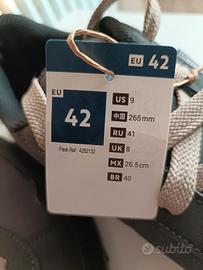 EU 42
EU
42
Pack Ref : 4282132
US 9
中国 265mm
RU 41
UK 8
MX 26.5cm
BR 40
subito